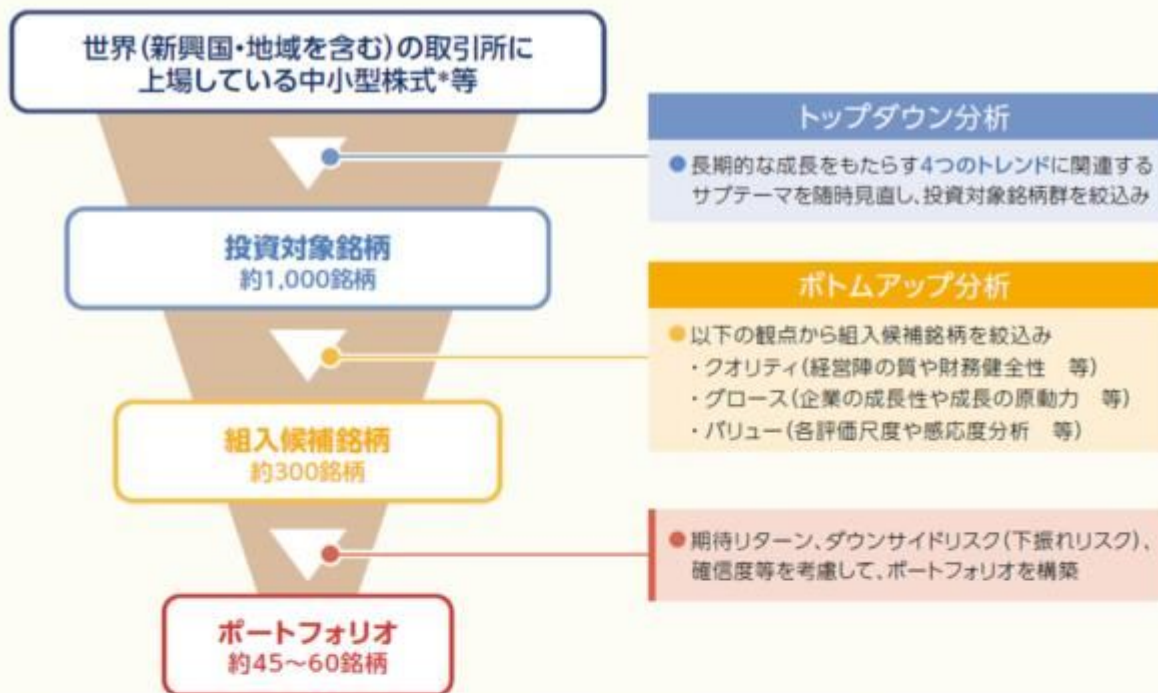 世界(新興国・地域を含む)の取引所に
上場している中小型株式*等
トップダウン分析
●長期的な成長をもたらす4つのトレンドに関連する
サブテーマを随時見直し、投資対象銘柄群を絞込み
投資対象銘柄
約1,000銘柄
ボトムアップ分析
●以下の観点から組入候補銘柄を絞込み
・クオリティ(経営陣の質や財務健全性 等)
・グロース(企業の成長性や成長の原動力 等)
・バリュー(各評価尺度や感応度分析 等)
組入候補銘柄
約300銘柄
●期待リターン、ダウンサイドリスク(下振れリスク)、
確信度等を考慮して、ポートフォリオを構築
ポートフォリオ
約45～60銘柄